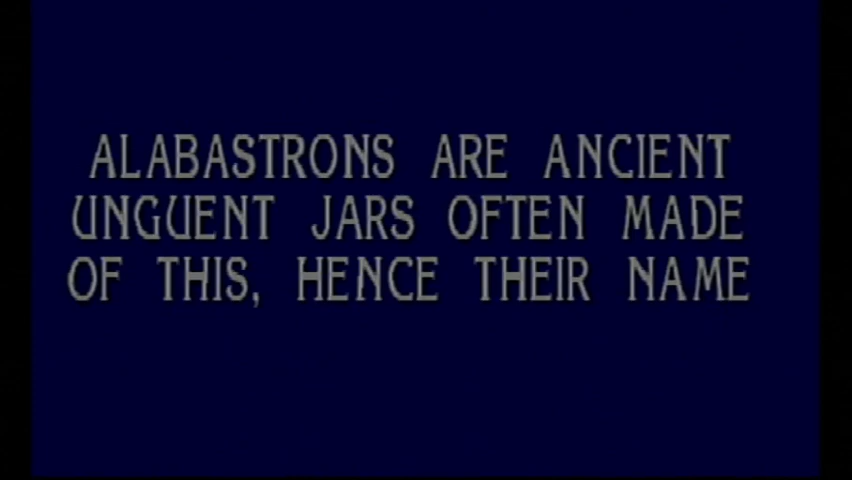 ALABASTRONS ARE ANCIENT
UNGUENT JARS OFTEN MADE
OF THIS, HENCE THEIR NAME